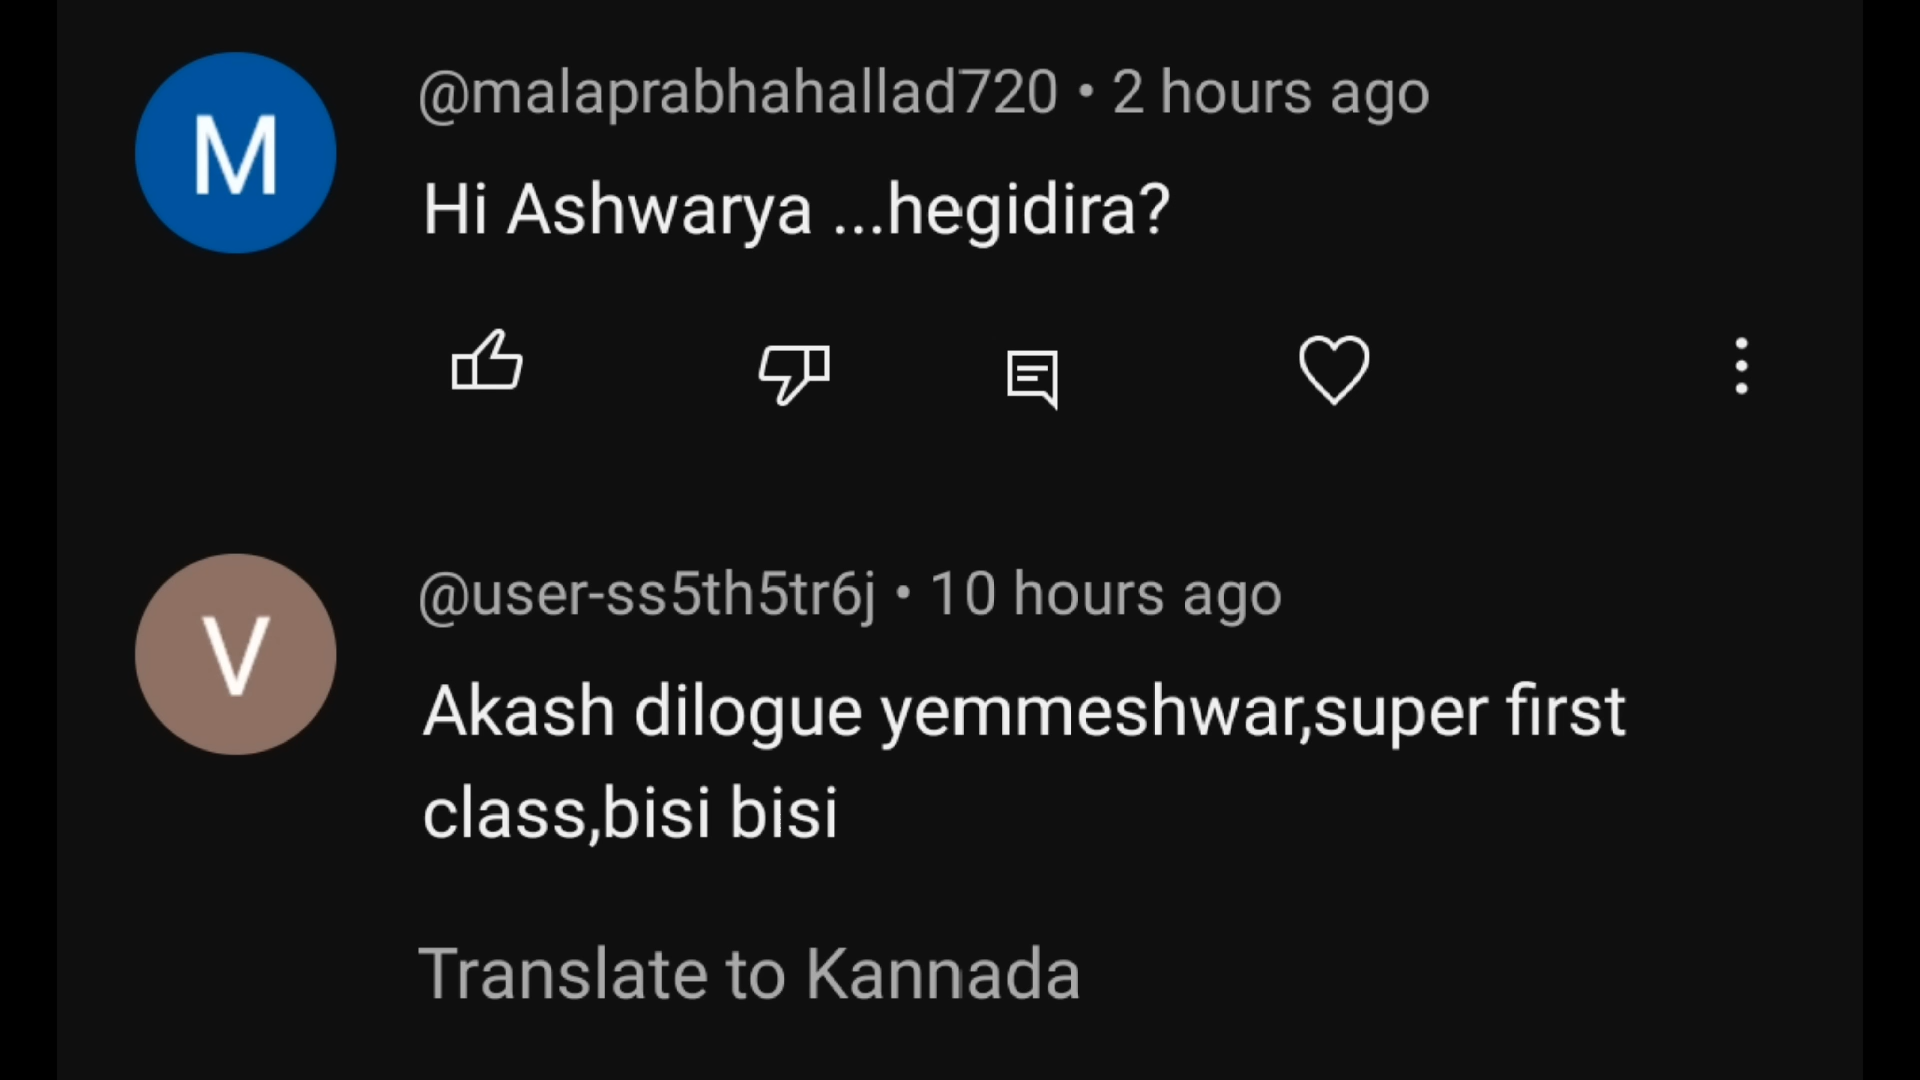 M
@malaprabhahallad720 • 2 hours ago
Hi Ashwarya ...hegidira?
V
@user-ss5th5tr6j • 10 hours ago
Akash dilogue yemmeshwar,super first
class,bisi bisi
Translate to Kannada